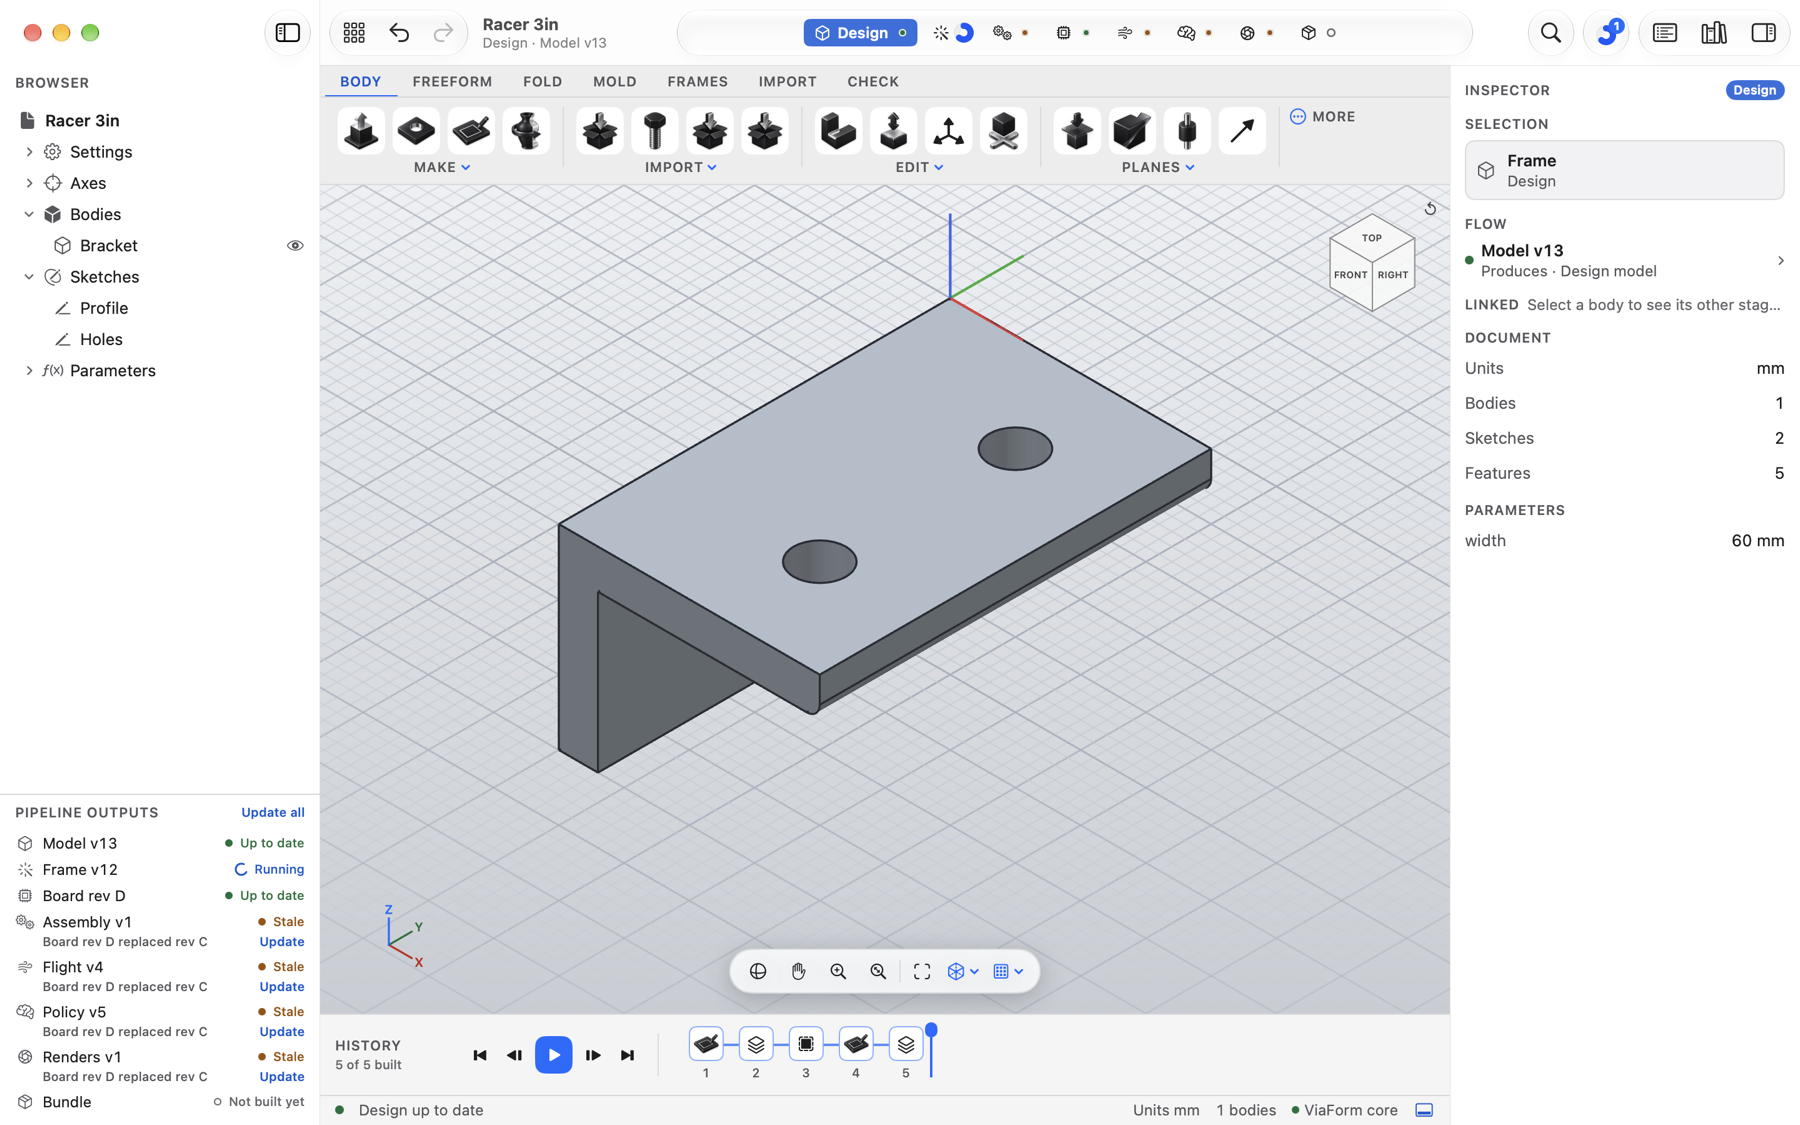 Racer 3in
Design · Model v13
Design
1
BROWSER
Racer 3in
Settings
Axes
Bodies
Bracket
Sketches
Profile
Holes
f(x) Parameters
BODY FREEFORM FOLD MOLD FRAMES IMPORT CHECK
MAKE IMPORT EDIT PLANES
MORE
TOP
FRONT RIGHT
Z
Y
X
INSPECTOR Design
SELECTION
Frame
Design
FLOW
Model v13
Produces · Design model
LINKED Select a body to see its other stag...
DOCUMENT
Units mm
Bodies 1
Sketches 2
Features 5
PARAMETERS
width 60 mm
PIPELINE OUTPUTS Update all
Model v13 Up to date
Frame v12 Running
Board rev D Up to date
Assembly v1 Stale
Board rev D replaced rev C Update
Flight v4 Stale
Board rev D replaced rev C Update
Policy v5 Stale
Board rev D replaced rev C Update
Renders v1 Stale
Board rev D replaced rev C Update
Bundle Not built yet
HISTORY
5 of 5 built
1 2 3 4 5
Design up to date
Units mm 1 bodies ViaForm core